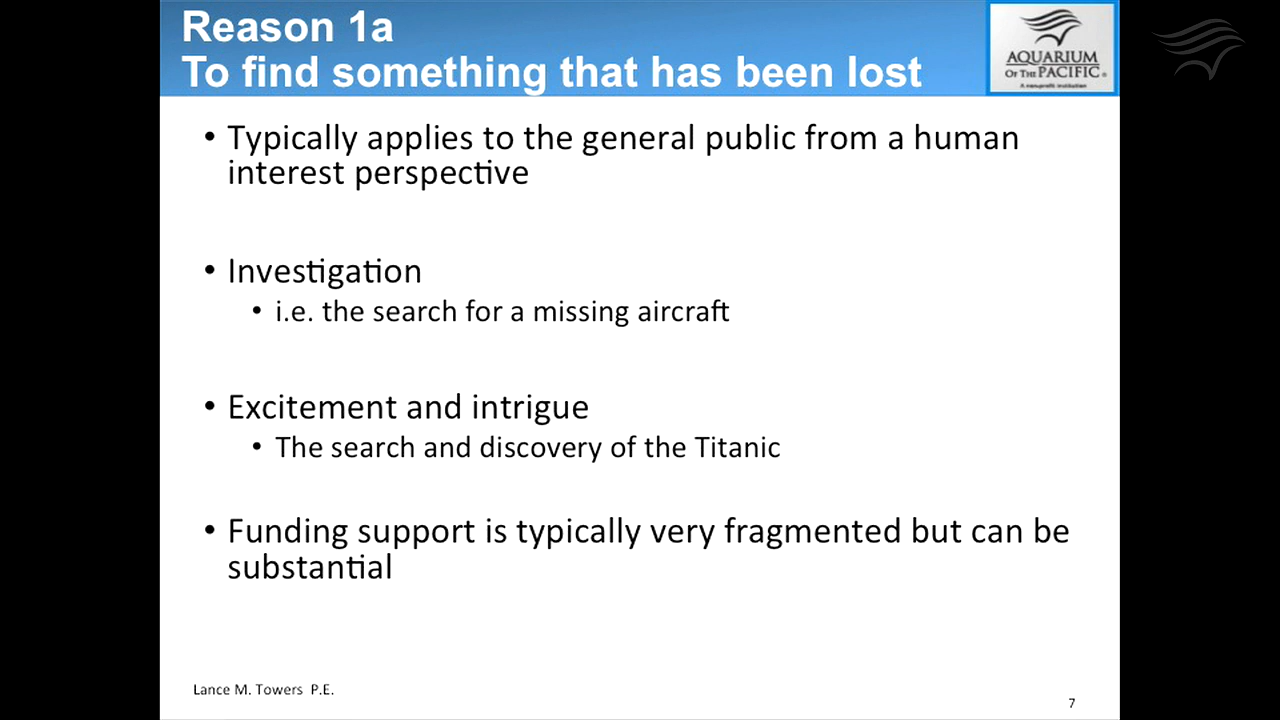 Reason 1a
To find something that has been lost
AQUARIUM
OF THE PACIFIC®
A nonprofit institution
• Typically applies to the general public from a human
interest perspective
• Investigation
• i.e. the search for a missing aircraft
• Excitement and intrigue
• The search and discovery of the Titanic
• Funding support is typically very fragmented but can be
substantial
Lance M. Towers P.E.
7